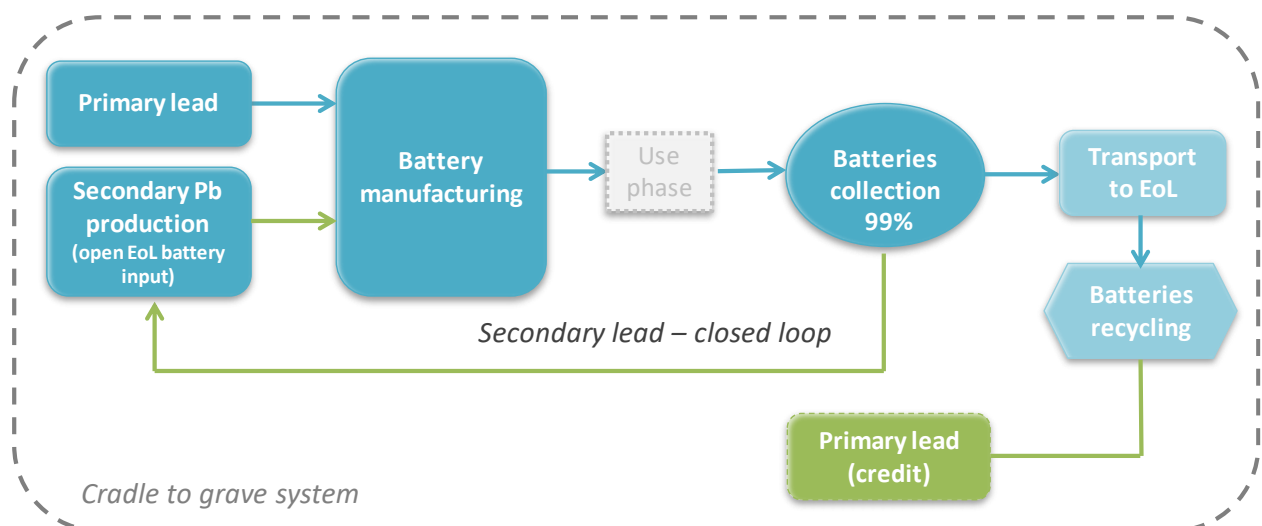 Primary lead
Secondary Pb
production
(open EoL battery
input)
Battery
manufacturing
Use
phase
Batteries
collection
99%
Transport
to EoL
Batteries
recycling
Secondary lead – closed loop
Primary lead
(credit)
Cradle to grave system